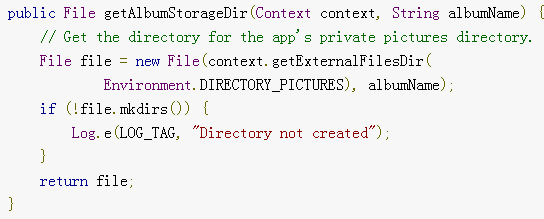 public File getAlbumStorageDir(Context context, String albumName) {
    // Get the directory for the app's private pictures directory.
    File file = new File(context.getExternalFilesDir(
            Environment.DIRECTORY_PICTURES), albumName);
    if (!file.mkdirs()) {
        Log.e(LOG_TAG, "Directory not created");
    }
    return file;
}